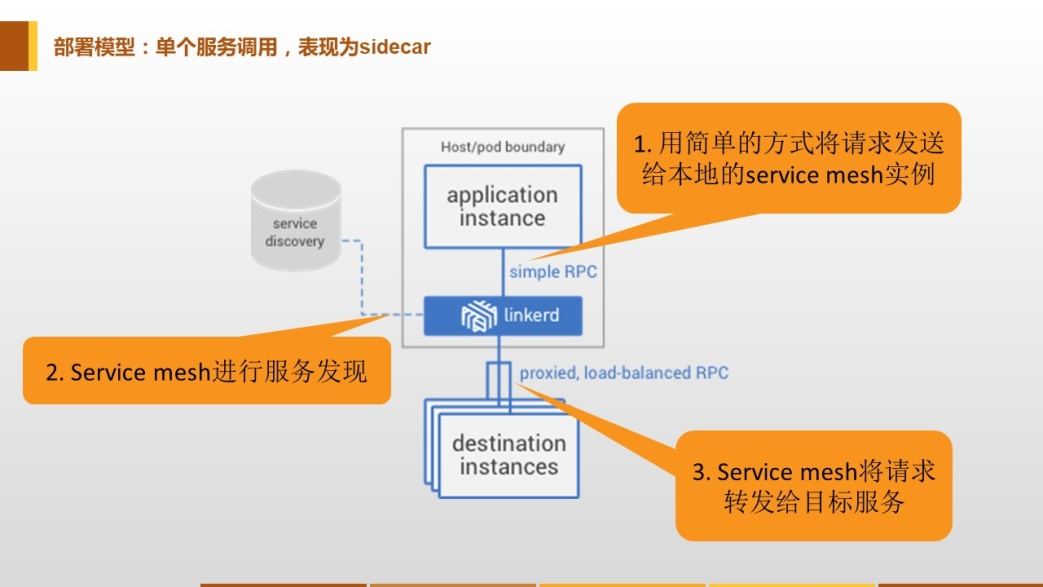 部署模型：单个服务调用，表现为sidecar
Host/pod boundary
application
instance
1. 用简单的方式将请求发送
给本地的service mesh实例
service
discovery
simple RPC
linkerd
2. Service mesh进行服务发现
proxied, load-balanced RPC
destination
instances
3. Service mesh将请求
转发给目标服务